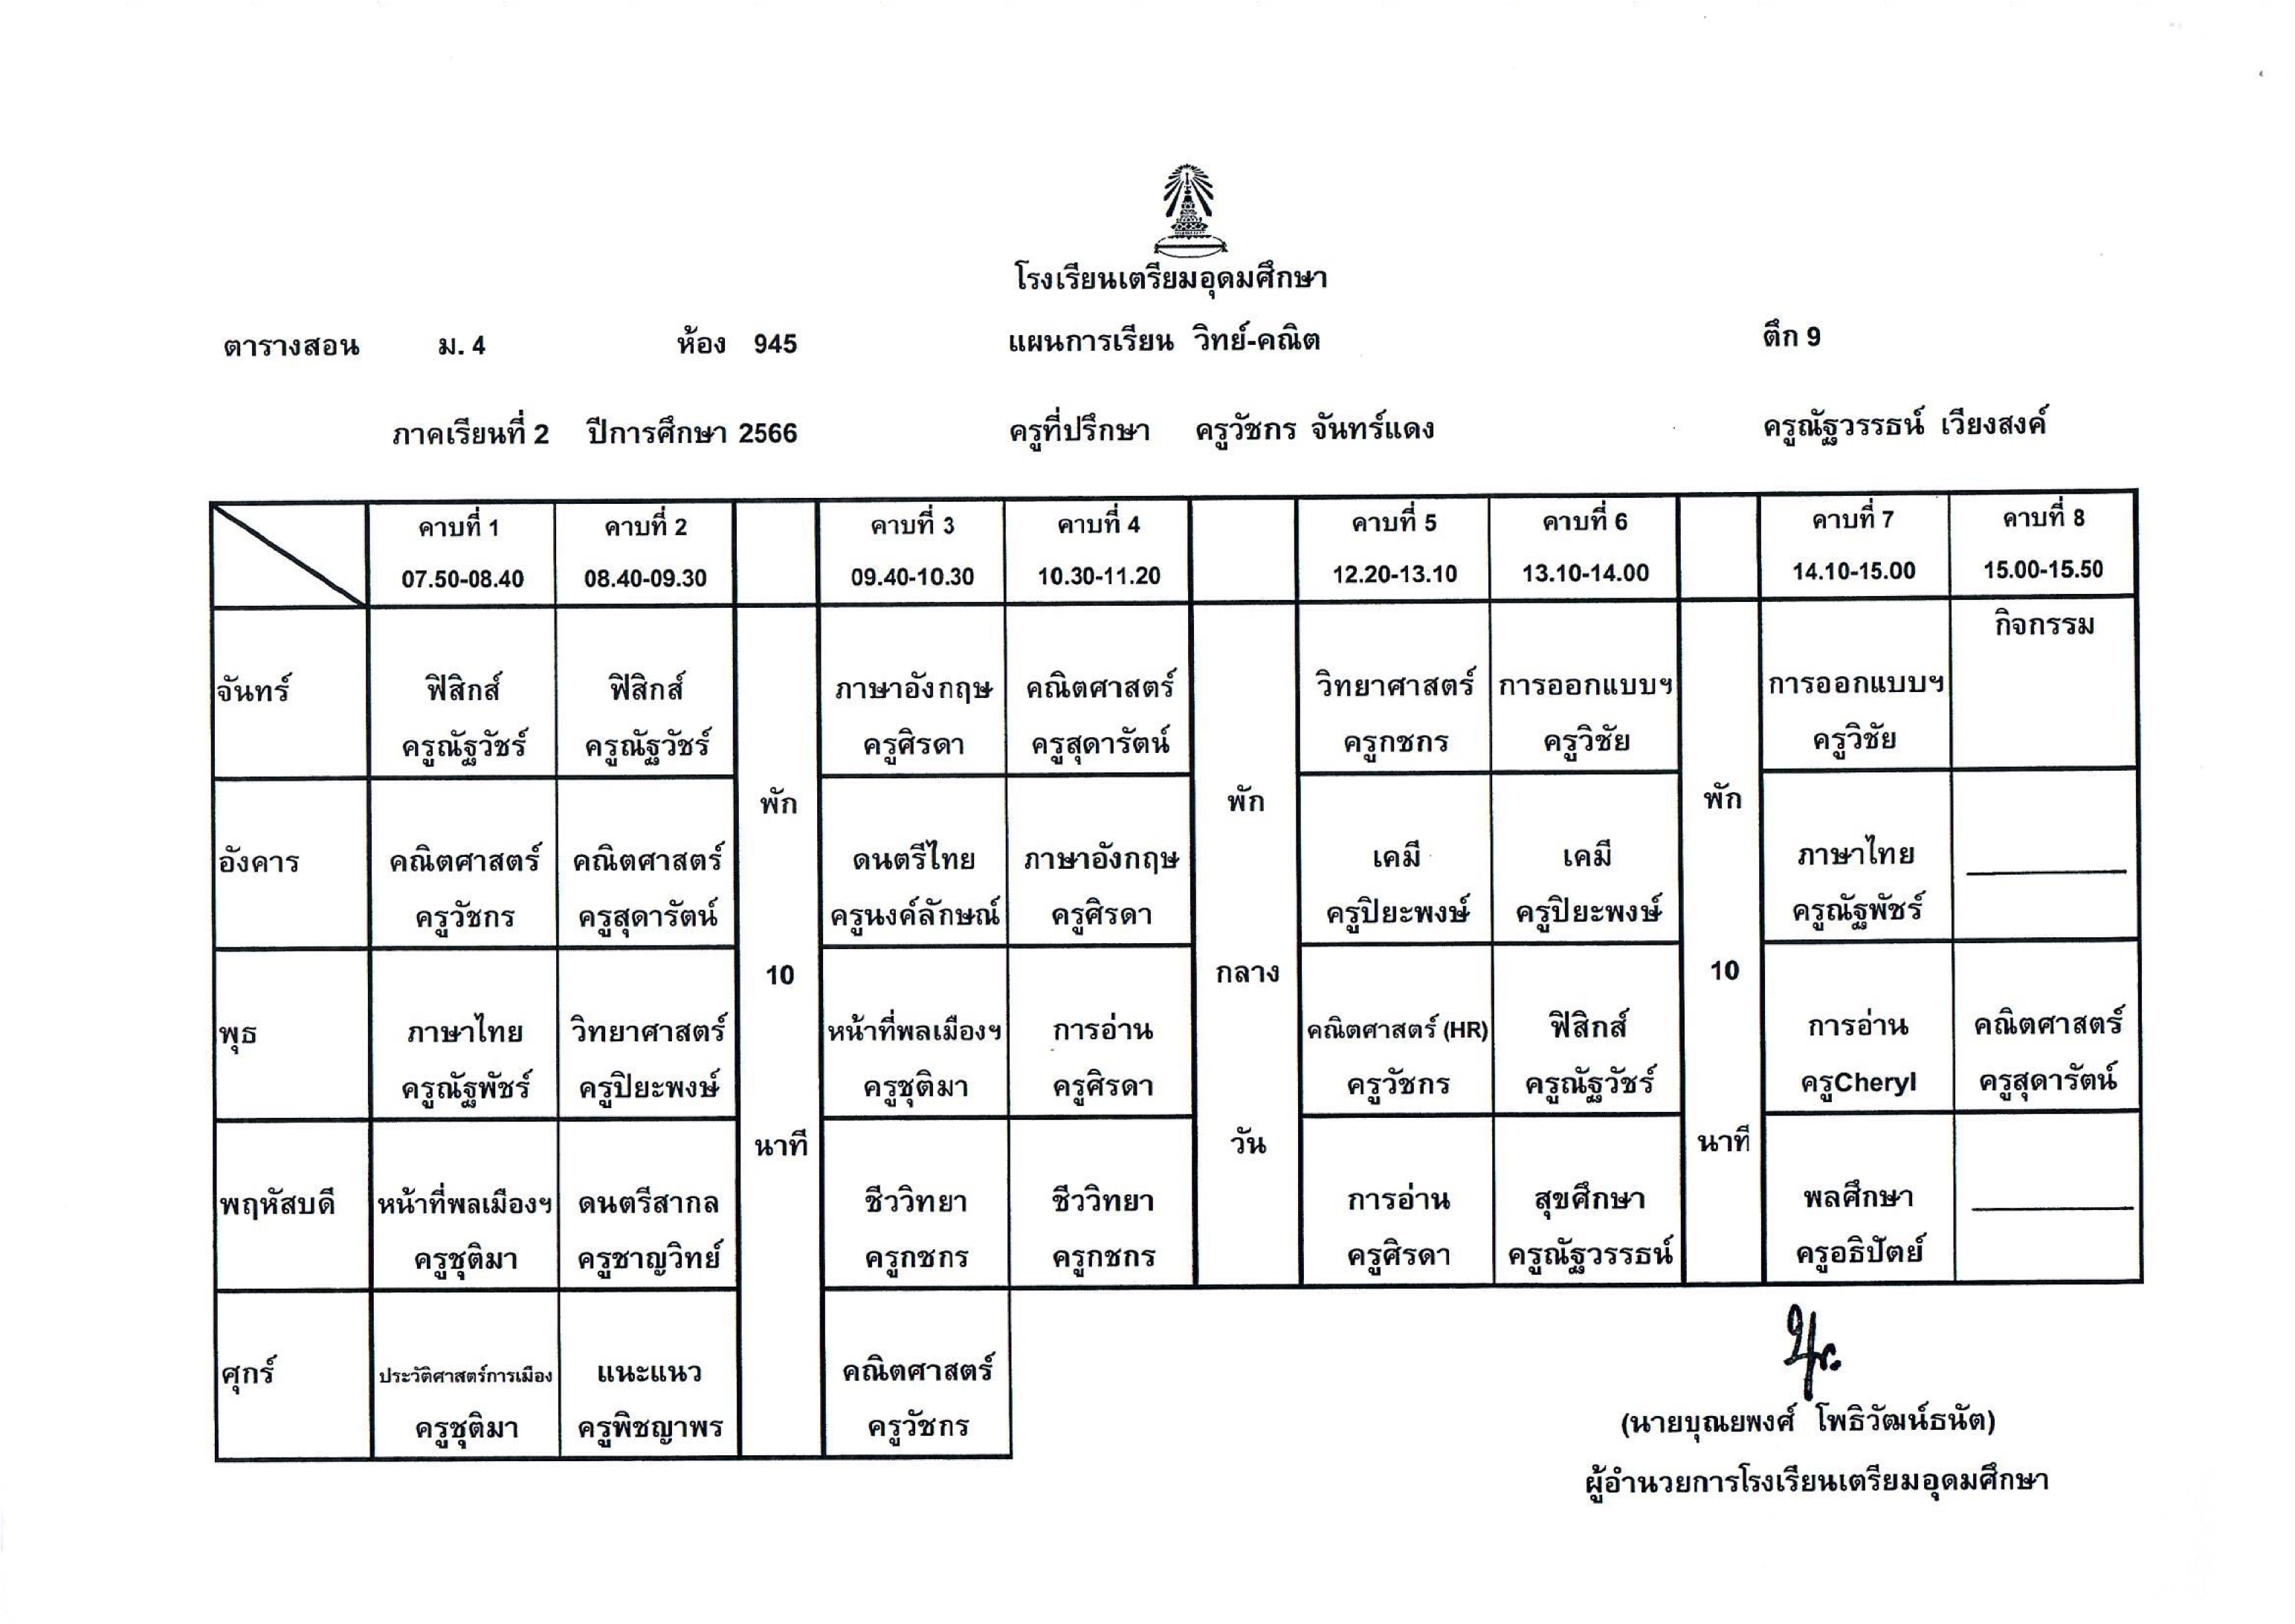 โรงเรียนเตรียมอุดมศึกษา
ตารางสอน ม. 4 ห้อง 945 แผนการเรียน วิทย์-คณิต ตึก 9
ภาคเรียนที่ 2 ปีการศึกษา 2566 ครูที่ปรึกษา ครูวัชกร จันทร์แดง ครูณัฐวรรธน์ เวียงสงค์
คาบที่ 1 คาบที่ 2 คาบที่ 3 คาบที่ 4 คาบที่ 5 คาบที่ 6 คาบที่ 7 คาบที่ 8
07.50-08.40 08.40-09.30 09.40-10.30 10.30-11.20 12.20-13.10 13.10-14.00 14.10-15.00 15.00-15.50
กิจกรรม
จันทร์ ฟิสิกส์ ฟิสิกส์ ภาษาอังกฤษ คณิตศาสตร์ วิทยาศาสตร์ การออกแบบฯ การออกแบบฯ
ครูณัฐวัชร์ ครูณัฐวัชร์ ครูศิรดา ครูสุดารัตน์ ครูกชกร ครูวิชัย ครูวิชัย
พัก พัก พัก
อังคาร คณิตศาสตร์ คณิตศาสตร์ ดนตรีไทย ภาษาอังกฤษ เคมี เคมี ภาษาไทย
ครูวัชกร ครูสุดารัตน์ ครูนงค์ลักษณ์ ครูศิรดา ครูปิยะพงษ์ ครูปิยะพงษ์ ครูณัฐพัชร์
10 กลาง 10
พุธ ภาษาไทย วิทยาศาสตร์ หน้าที่พลเมืองฯ การอ่าน คณิตศาสตร์ (HR) ฟิสิกส์ การอ่าน คณิตศาสตร์
ครูณัฐพัชร์ ครูปิยะพงษ์ ครูชุติมา ครูศิรดา ครูวัชกร ครูณัฐวัชร์ ครูCheryl ครูสุดารัตน์
นาที วัน นาที
พฤหัสบดี หน้าที่พลเมืองฯ ดนตรีสากล ชีววิทยา ชีววิทยา การอ่าน สุขศึกษา พลศึกษา
ครูชุติมา ครูชาญวิทย์ ครูกชกร ครูกชกร ครูศิรดา ครูณัฐวรรธน์ ครูอธิปัตย์
ศุกร์ ประวัติศาสตร์การเมือง แนะแนว คณิตศาสตร์
ครูชุติมา ครูพิชญาพร ครูวัชกร
(นายบุณยพงศ์ โพธิวัฒน์ธนัต)
ผู้อำนวยการโรงเรียนเตรียมอุดมศึกษา